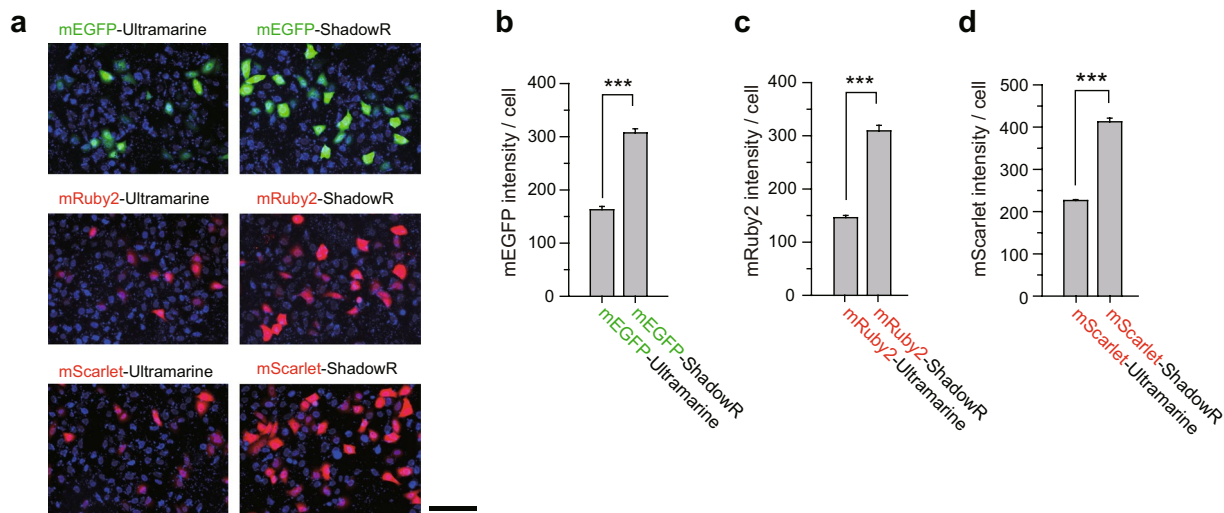 a
mEGFP-Ultramarine
mEGFP-ShadowR
mRuby2-Ultramarine
mRuby2-ShadowR
mScarlet-Ultramarine
mScarlet-ShadowR
b
mEGFP intensity / cell
400
300
200
100
0
***
mEGFP-Ultramarine
mEGFP-ShadowR
c
mRuby2 intensity / cell
400
300
200
100
0
***
mRuby2-Ultramarine
mRuby2-ShadowR
d
mScarlet intensity / cell
500
400
300
200
100
0
***
mScarlet-Ultramarine
mScarlet-ShadowR